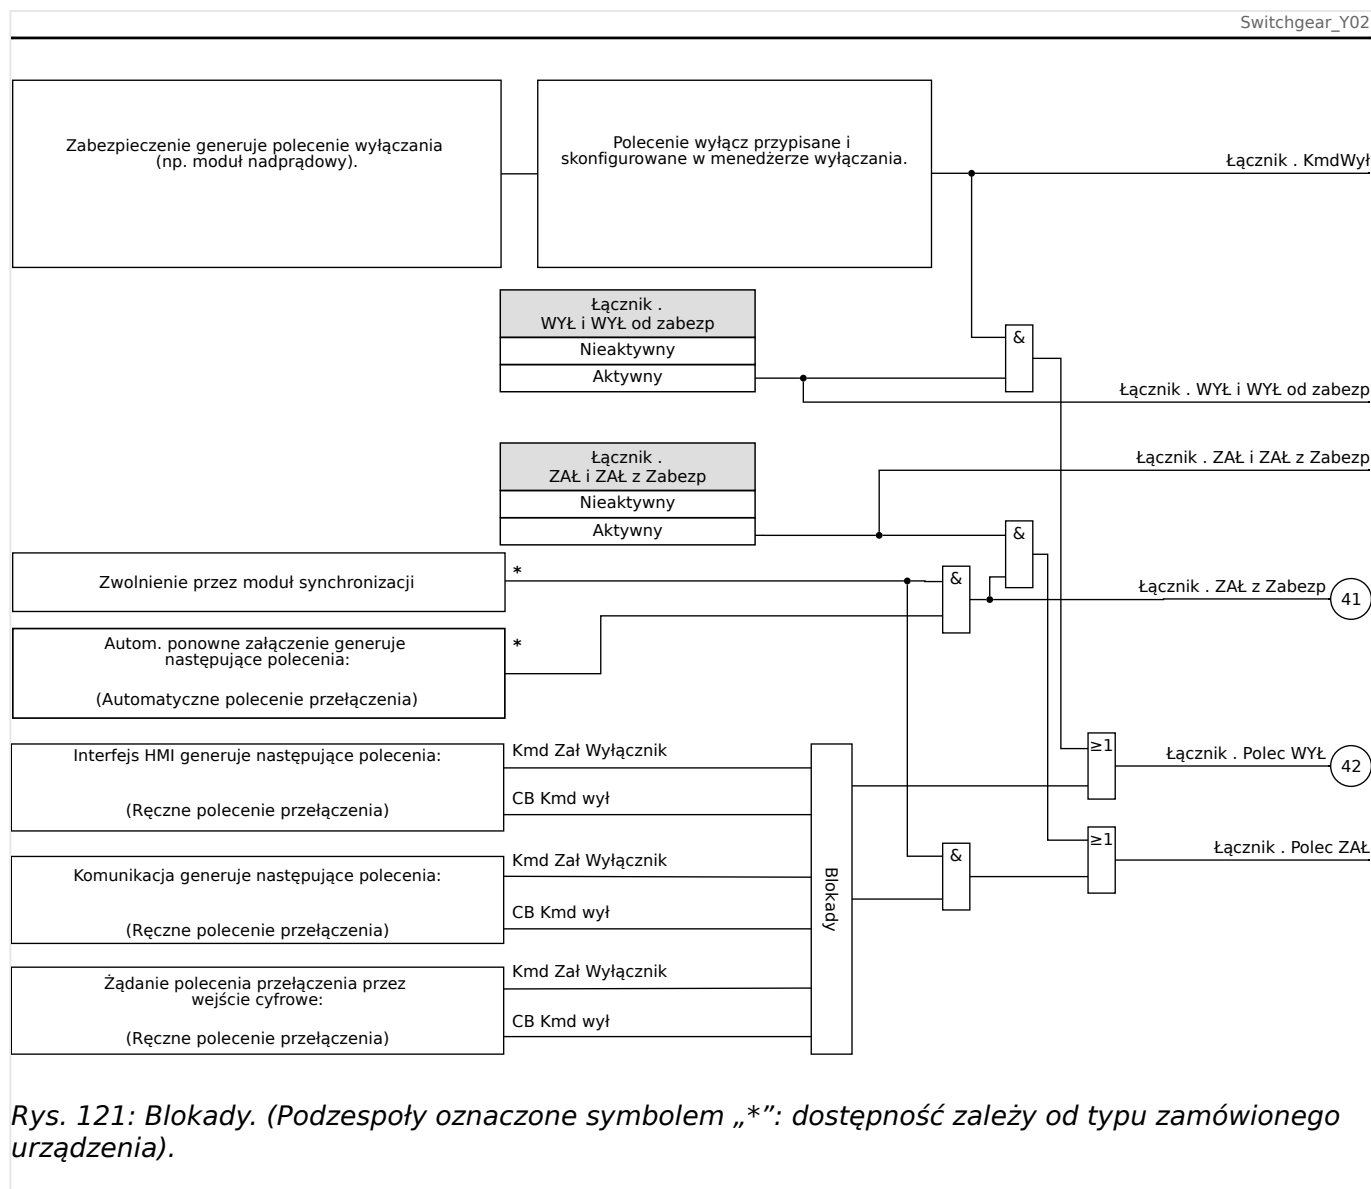 Switchgear_Y02
Zabezpieczenie generuje polecenie wyłączania
(np. moduł nadprądowy).
Polecenie wyłącz przypisane i
skonfigurowane w menedżerze wyłączania.
Łącznik . KmdWył
Łącznik .
WYŁ i WYŁ od zabezp
Nieaktywny
Aktywny
&
Łącznik . WYŁ i WYŁ od zabezp
Łącznik .
ZAŁ i ZAŁ z Zabezp
Nieaktywny
Aktywny
Łącznik . ZAŁ i ZAŁ z Zabezp
&
Zwolnienie przez moduł synchronizacji
*
&
Łącznik . ZAŁ z Zabezp
41
Autom. ponowne załączenie generuje
następujące polecenia:
(Automatyczne polecenie przełączenia)
*
Interfejs HMI generuje następujące polecenia:
(Ręczne polecenie przełączenia)
Kmd Zał Wyłącznik
CB Kmd wył
≥1
Łącznik . Polec WYŁ
42
Komunikacja generuje następujące polecenia:
(Ręczne polecenie przełączenia)
Kmd Zał Wyłącznik
CB Kmd wył
Blokady
&
≥1
Łącznik . Polec ZAŁ
Żądanie polecenia przełączenia przez
wejście cyfrowe:
(Ręczne polecenie przełączenia)
Kmd Zał Wyłącznik
CB Kmd wył
Rys. 121: Blokady. (Podzespoły oznaczone symbolem „*”: dostępność zależy od typu zamówionego
urządzenia).